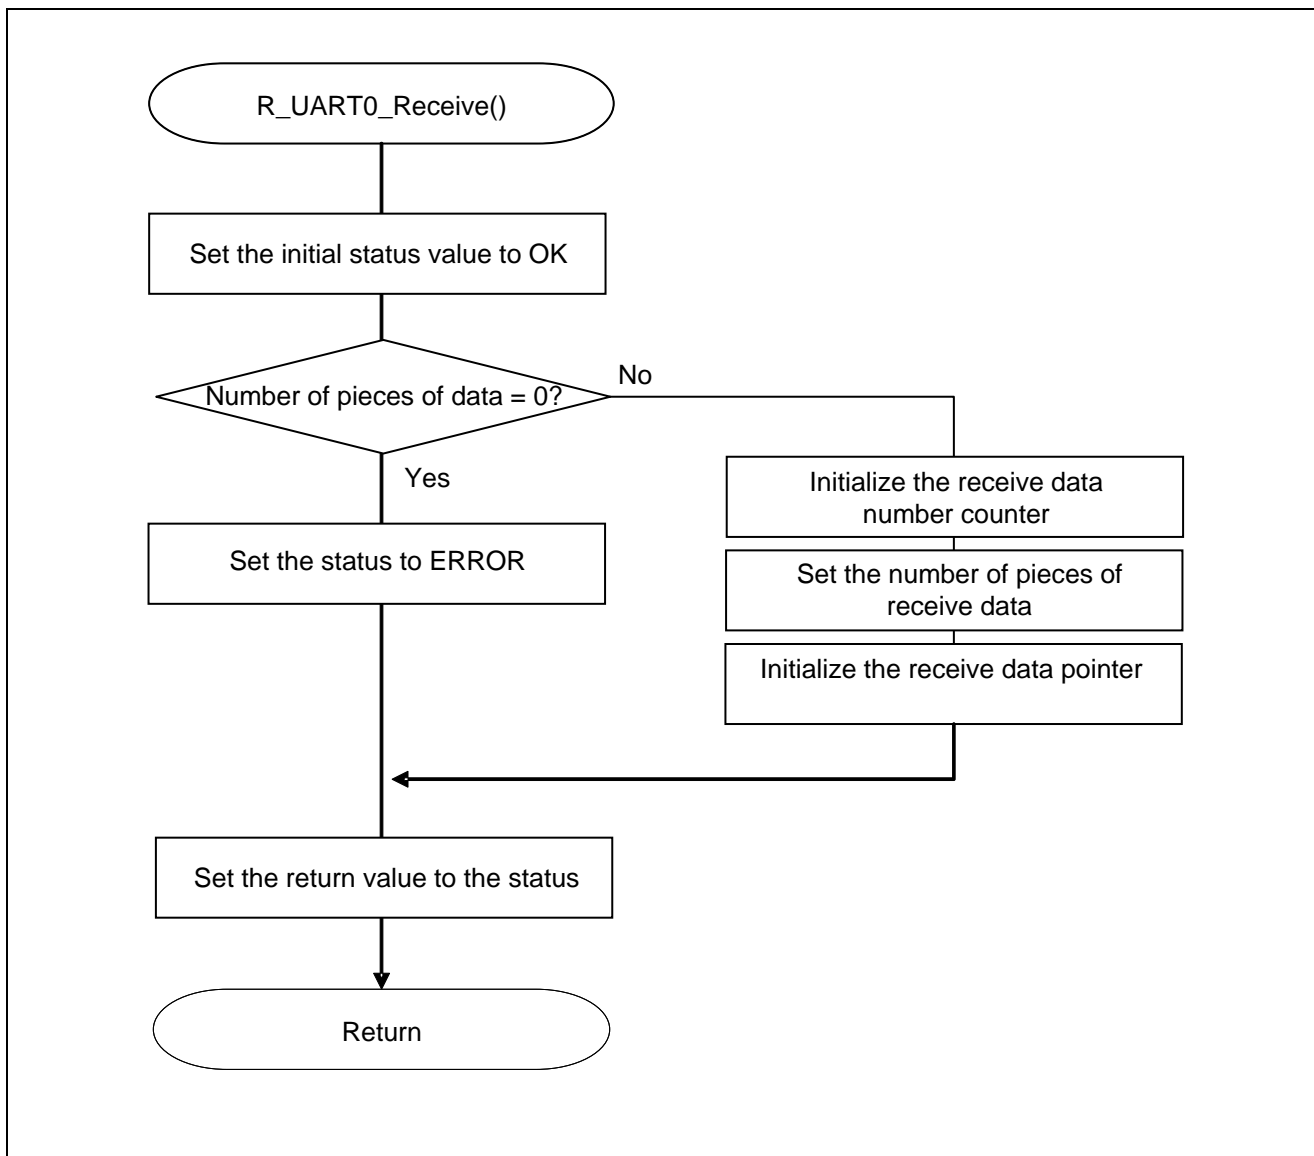 R_UART0_Receive()
Set the initial status value to OK
Number of pieces of data = 0?
No
Yes
Initialize the receive data
number counter
Set the status to ERROR
Set the number of pieces of
receive data
Initialize the receive data pointer
Set the return value to the status
Return